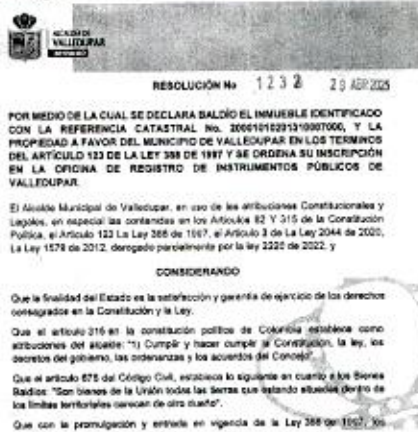 ALCALDÍA DE
VALLEDUPAR
RESOLUCIÓN No 1232 29 ABR 2025
POR MEDIO DE LA CUAL SE DECLARA BALDÍO EL INMUEBLE IDENTIFICADO
CON LA REFERENCIA CATASTRAL No. Y LA
PROPIEDAD A FAVOR DEL MUNICIPIO DE VALLEDUPAR EN LOS TERMINOS
DEL ARTÍCULO 123 DE LA LEY 388 DE 1997 Y SE ORDENA SU INSCRIPCIÓN
EN LA OFICINA DE REGISTRO DE INSTRUMENTOS PÚBLICOS DE
VALLEDUPAR.
El Alcalde Municipal de Valledupar, en uso de las atribuciones Constitucionales y
Legales, en especial las contenidas en los Artículos 82 Y 315 de la Constitución
Política, el Artículo 123 La Ley 388 de 1997, el Artículo 3 de La Ley 2044 de 2020,
La Ley 1579 de 2012, derogado parcialmente por la ley 2220 de 2022, y
CONSIDERANDO
Que la finalidad del Estado es la satisfacción y garantía de ejercicio de los derechos
consagrados en la Constitución y la Ley.
Que el artículo 315 en la constitución política de Colombia establece como
atribuciones del alcalde: "1) Cumplir y hacer cumplir la Constitución, la ley, los
decretos del gobierno, las ordenanzas y los acuerdos del Concejo".
Que el artículo 675 del Código Civil, establece lo siguiente en cuanto a los Bienes
Baldíos: "Son bienes de la Unión todas las tierras que estando situadas dentro de
los límites territoriales carecen de otro dueño".
Que con la promulgación y entrada en vigencia de la Ley 388 de 1997, los